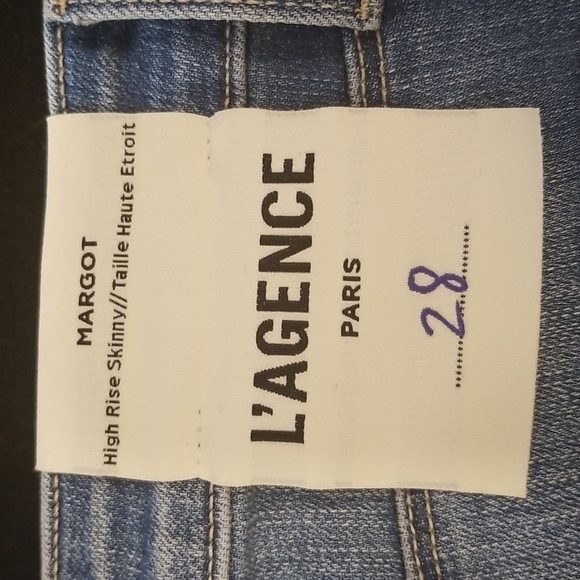 MARGOT
High Rise Skinny//Taille Haute Etroit
L'AGENCE
PARIS
28